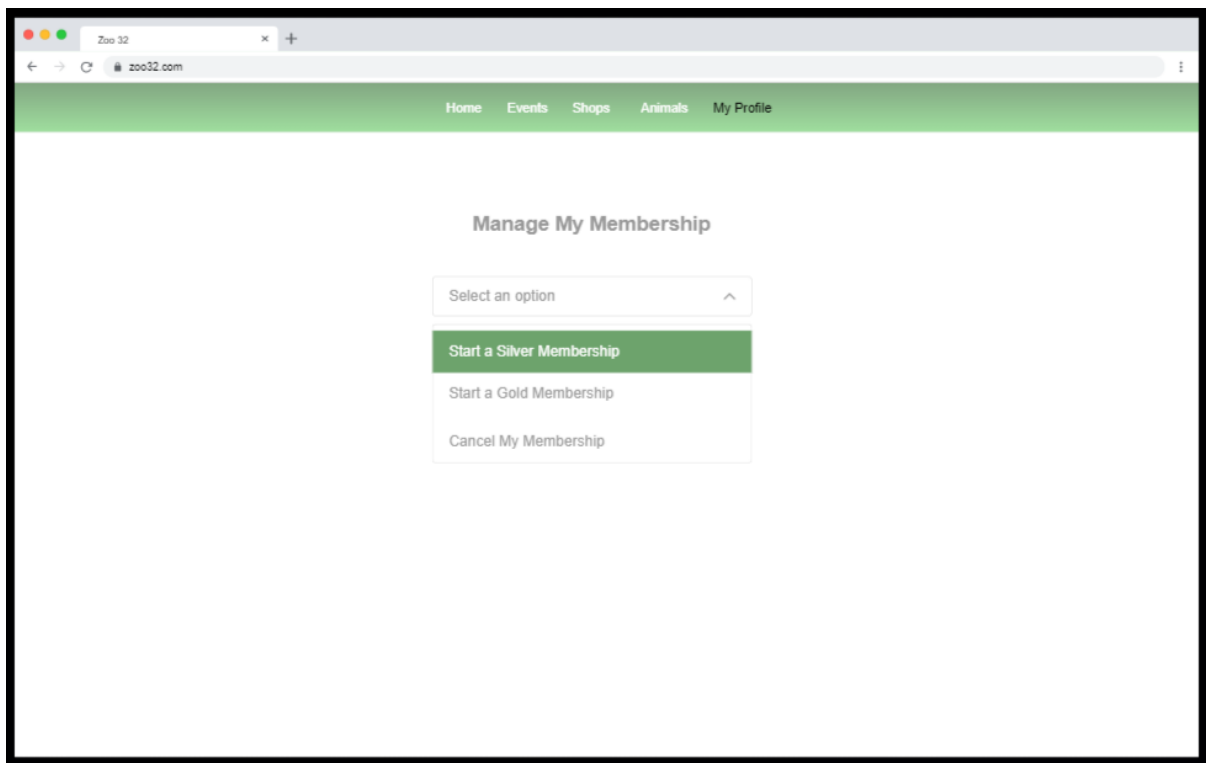 Zoo 32
zoo32.com
Home Events Shops Animals My Profile
Manage My Membership
Select an option
Start a Silver Membership
Start a Gold Membership
Cancel My Membership